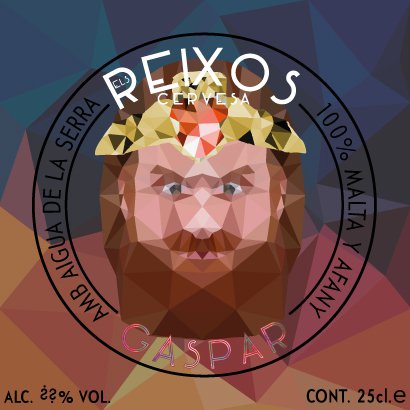 ELS
REIXOS
CERVESA
AMB AIGUA DE LA SERRA
100% MALTA Y AFANY
GASPAR
ALC. ¿?% VOL.
CONT. 25cl.e